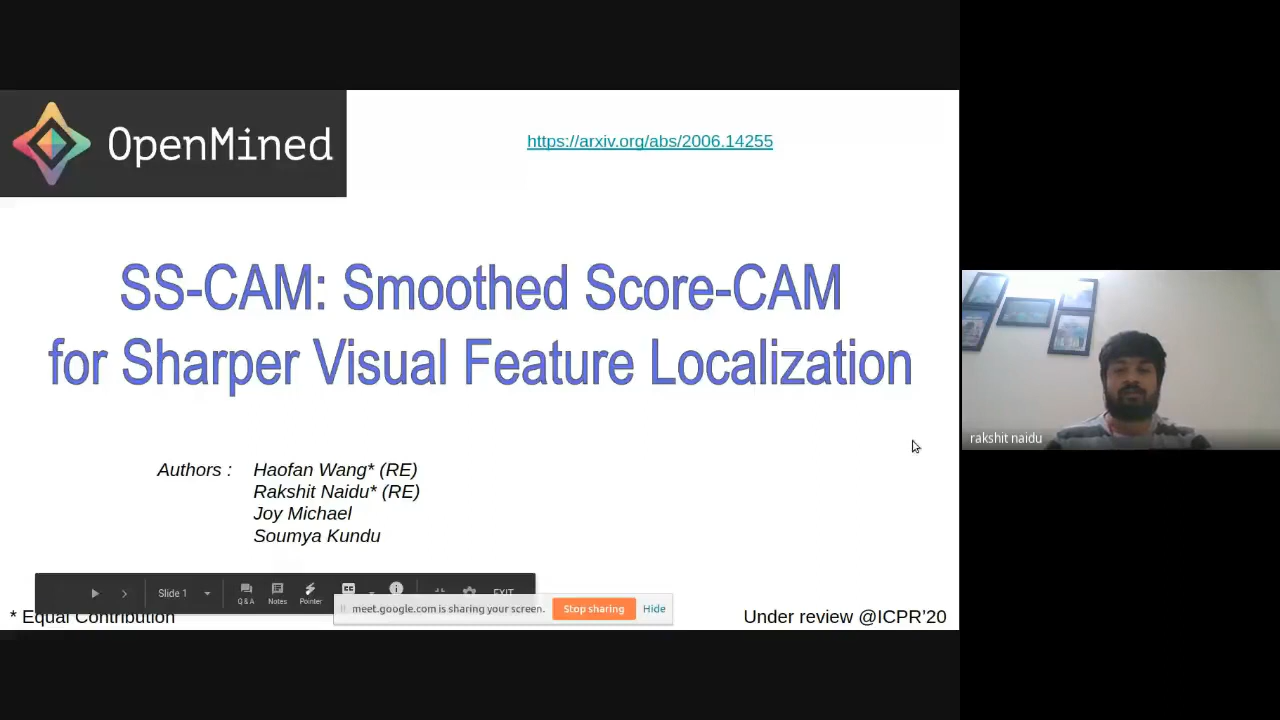 OpenMined
https://arxiv.org/abs/2006.14255
SS-CAM: Smoothed Score-CAM
for Sharper Visual Feature Localization
rakshit naidu
Authors : Haofan Wang* (RE)
Rakshit Naidu* (RE)
Joy Michael
Soumya Kundu
Slide 1
Q & A Notes Pointer
CC
EXIT
meet.google.com is sharing your screen. Stop sharing Hide
* Equal Contribution
Under review @ICPR'20